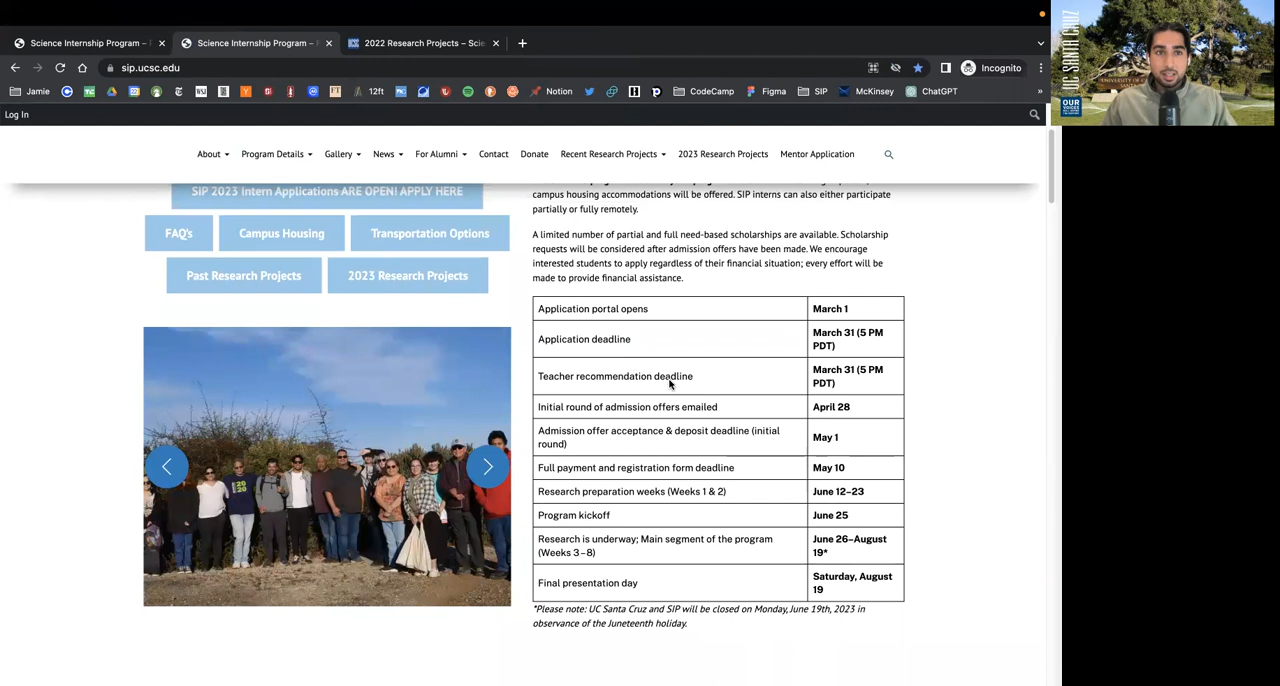 Science Internship Program –
Science Internship Program –
2022 Research Projects – Scie
sip.ucsc.edu
Incognito
Jamie
12ft
Notion
CodeCamp
Figma
SIP
McKinsey
ChatGPT
»
Log In
About
Program Details
Gallery
News
For Alumni
Contact
Donate
Recent Research Projects
2023 Research Projects
Mentor Application
SIP 2023 Intern Applications ARE OPEN! APPLY HERE
FAQ's
Campus Housing
Transportation Options
Past Research Projects
2023 Research Projects
campus housing accommodations will be offered. SIP interns can also either participate
partially or fully remotely.
A limited number of partial and full need-based scholarships are available. Scholarship
requests will be considered after admission offers have been made. We encourage
interested students to apply regardless of their financial situation; every effort will be
made to provide financial assistance.
Application portal opens March 1
Application deadline March 31 (5 PM
PDT)
Teacher recommendation deadline March 31 (5 PM
PDT)
Initial round of admission offers emailed April 28
Admission offer acceptance & deposit deadline (initial
round) May 1
Full payment and registration form deadline May 10
Research preparation weeks (Weeks 1 & 2) June 12–23
Program kickoff June 25
Research is underway; Main segment of the program
(Weeks 3–8) June 26–August
19*
Final presentation day Saturday, August
19
*Please note: UC Santa Cruz and SIP will be closed on Monday, June 19th, 2023 in
observance of the Juneteenth holiday.
UC SANTA CRUZ
OUR
VOICES